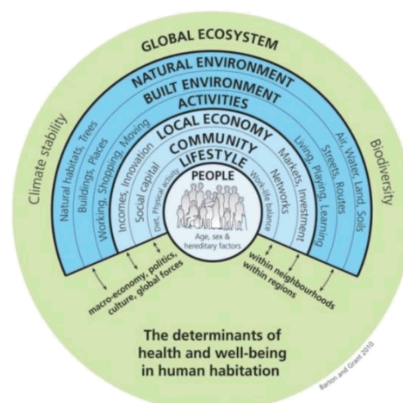 GLOBAL ECOSYSTEM
NATURAL ENVIRONMENT
BUILT ENVIRONMENT
ACTIVITIES
LOCAL ECONOMY
COMMUNITY
LIFESTYLE
PEOPLE
Age, sex &
hereditary factors
Climate stability
Natural habitats, Trees
Buildings, Places
Working, Shopping, Moving
Incomes, Innovation
Social capital
Diet, Physical activity
Work-life balance
Networks
Markets, Investment
Living, Playing, Learning
Streets, Routes
Air, Water, Land, Soils
Biodiversity
macro-economy, politics,
culture, global forces
within neighbourhoods
within regions
The determinants of
health and well-being
in human habitation
Barton and Grant 2010